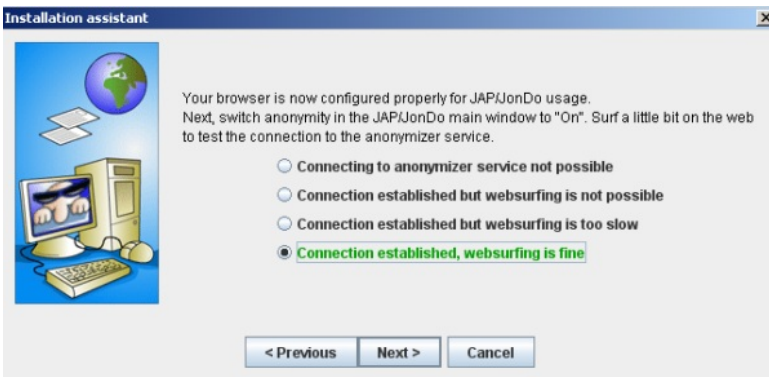 Installation assistant
Your browser is now configured properly for JAP/JonDo usage.
Next, switch anonymity in the JAP/JonDo main window to "On". Surf a little bit on the web
to test the connection to the anonymizer service.
Connecting to anonymizer service not possible
Connection established but websurfing is not possible
Connection established but websurfing is too slow
Connection established, websurfing is fine
< Previous
Next >
Cancel